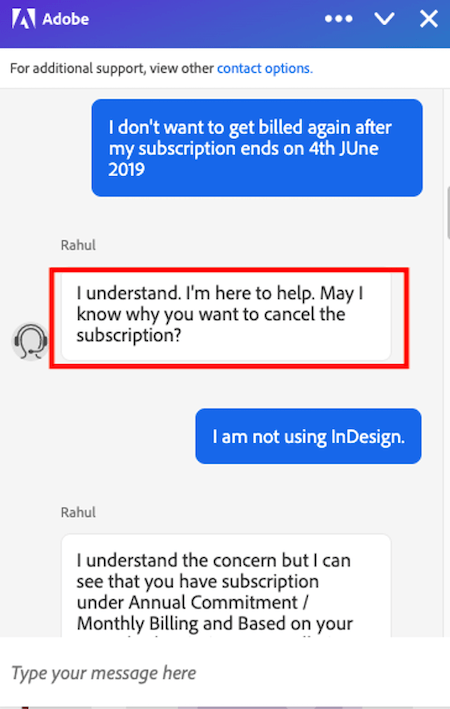 Adobe
For additional support, view other contact options.
I don't want to get billed again after
my subscription ends on 4th JUne
2019
Rahul
I understand. I'm here to help. May I
know why you want to cancel the
subscription?
I am not using InDesign.
Rahul
I understand the concern but I can
see that you have subscription
under Annual Commitment /
Monthly Billing and Based on your
Type your message here